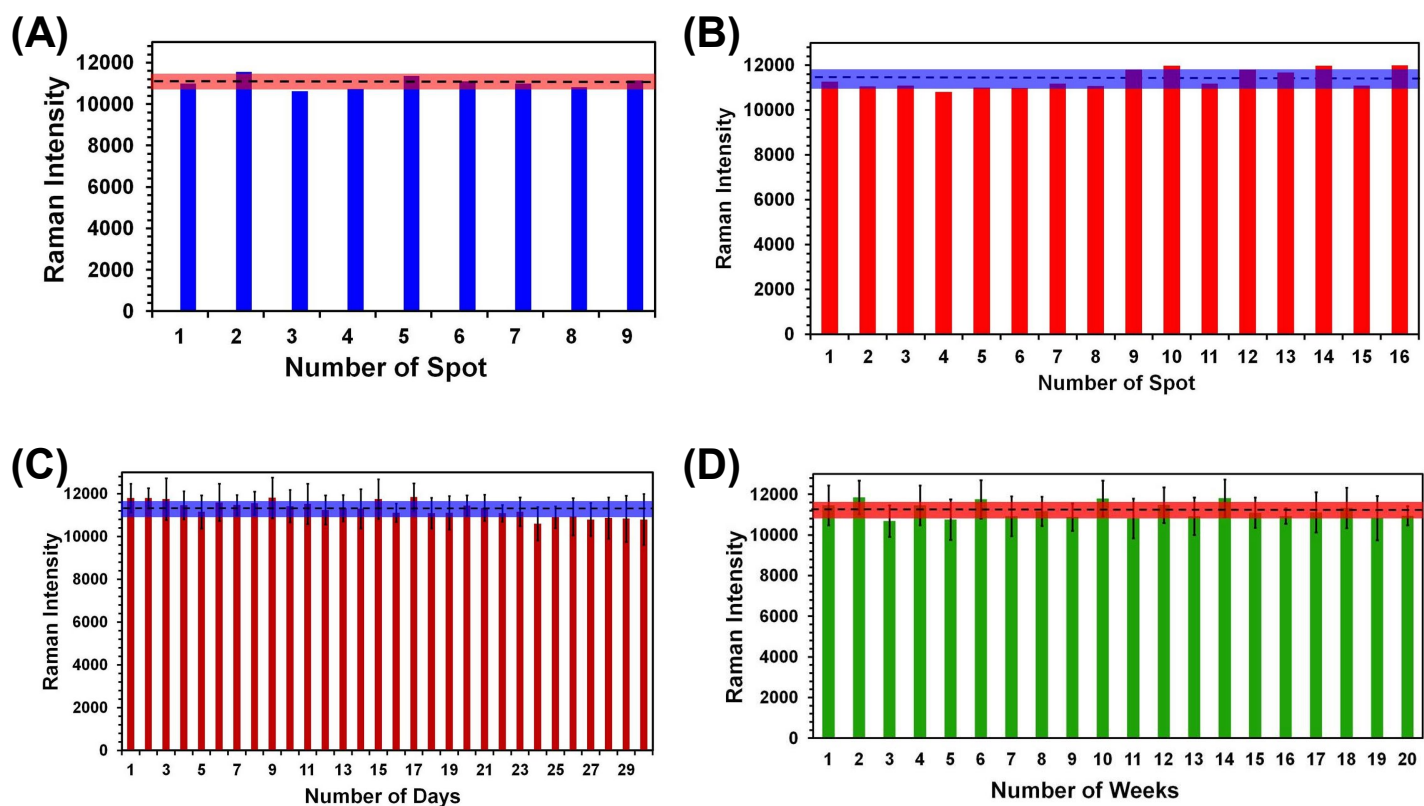 (A)
Raman Intensity
12000
10000
8000
6000
4000
2000
0
1 2 3 4 5 6 7 8 9
Number of Spot
(B)
Raman Intensity
12000
10000
8000
6000
4000
2000
0
1 2 3 4 5 6 7 8 9 10 11 12 13 14 15 16
Number of Spot
(C)
Raman Intensity
12000
10000
8000
6000
4000
2000
0
1 3 5 7 9 11 13 15 17 19 21 23 25 27 29
Number of Days
(D)
Raman Intensity
12000
10000
8000
6000
4000
2000
0
1 2 3 4 5 6 7 8 9 10 11 12 13 14 15 16 17 18 19 20
Number of Weeks